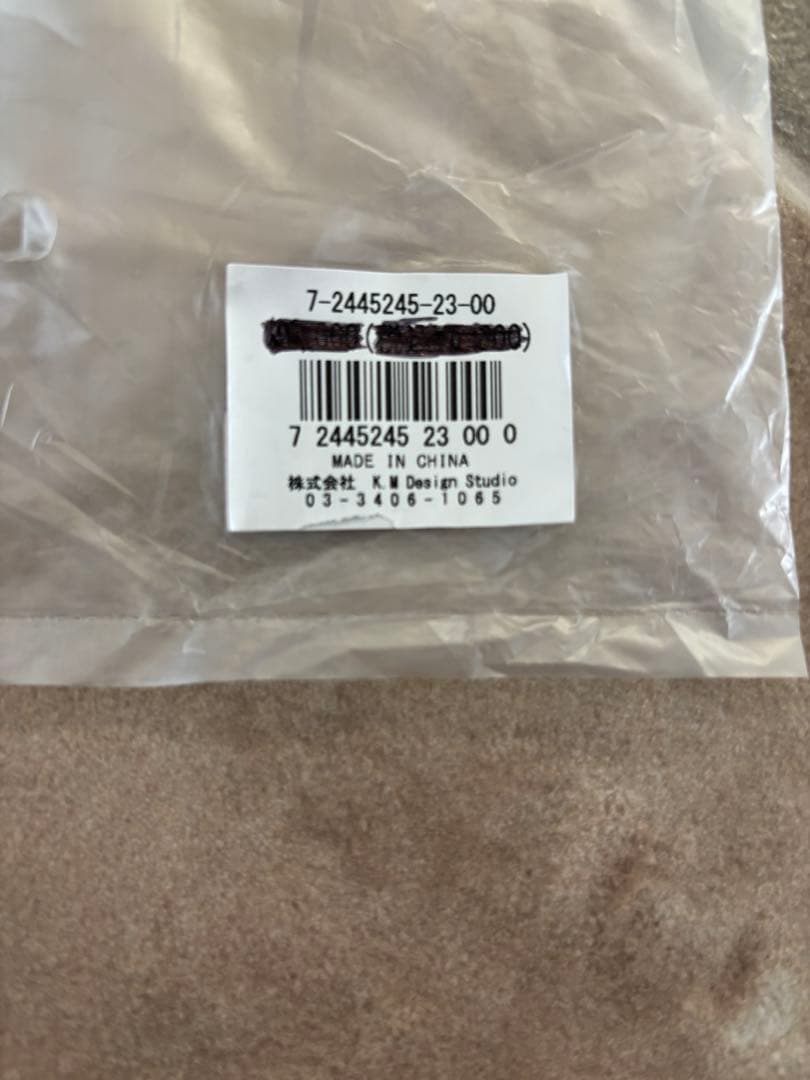 7-2445245-23-00
7 2445245 23 00 0
MADE IN CHINA
株式会社 K.M Design Studio
03-3406-1065